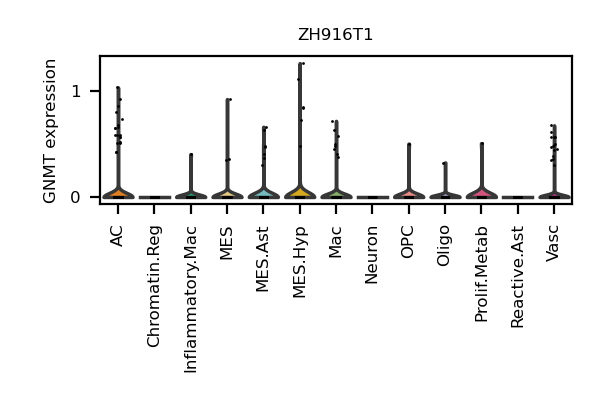 ZH916T1
GNMT expression
1
0
AC
Chromatin.Reg
Inflammatory.Mac
MES
MES.Ast
MES.Hyp
Mac
Neuron
OPC
Oligo
Prolif.Metab
Reactive.Ast
Vasc